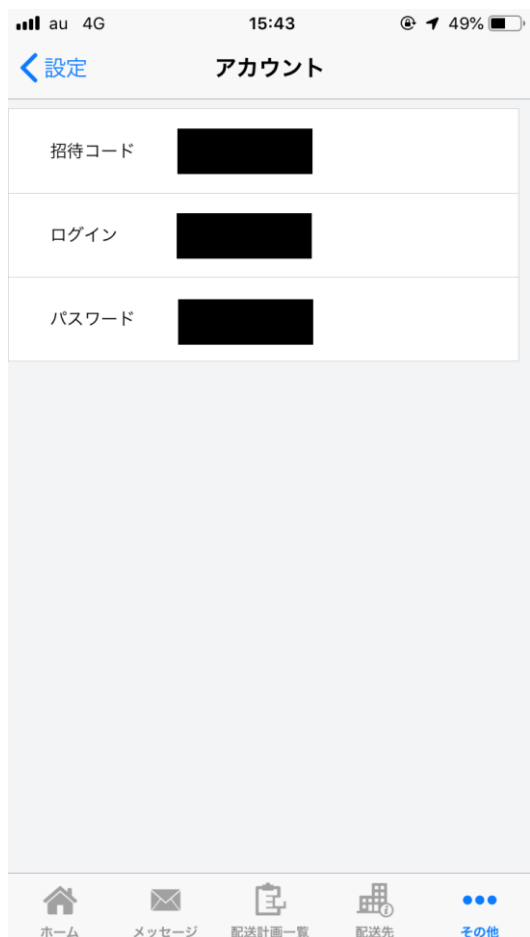 au 4G 15:43 49%
設定 アカウント
招待コード
ログイン
パスワード
ホーム メッセージ 配送計画一覧 配送先 その他